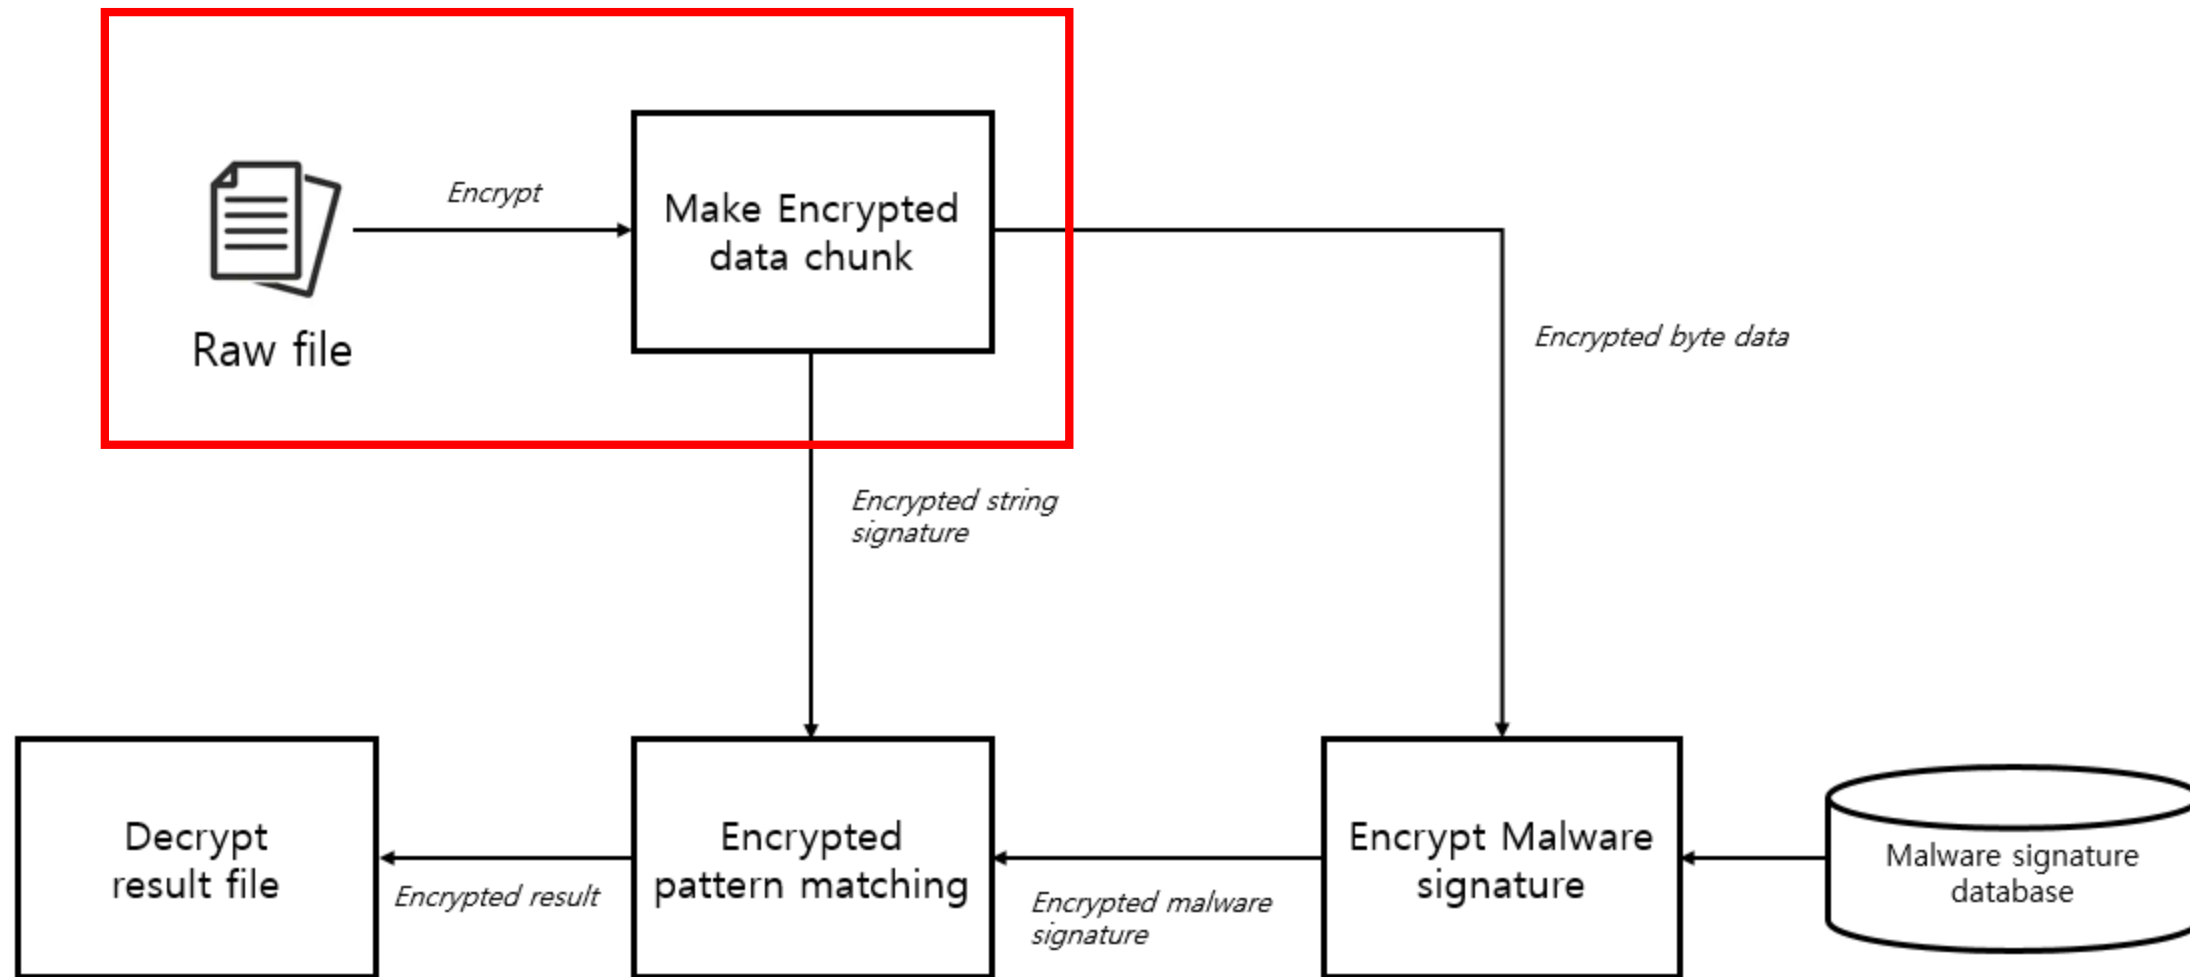 Encrypt
Make Encrypted
data chunk
Raw file
Encrypted byte data
Encrypted string
signature
Decrypt
result file
Encrypted result
Encrypted
pattern matching
Encrypted malware
signature
Encrypt Malware
signature
Malware signature
database